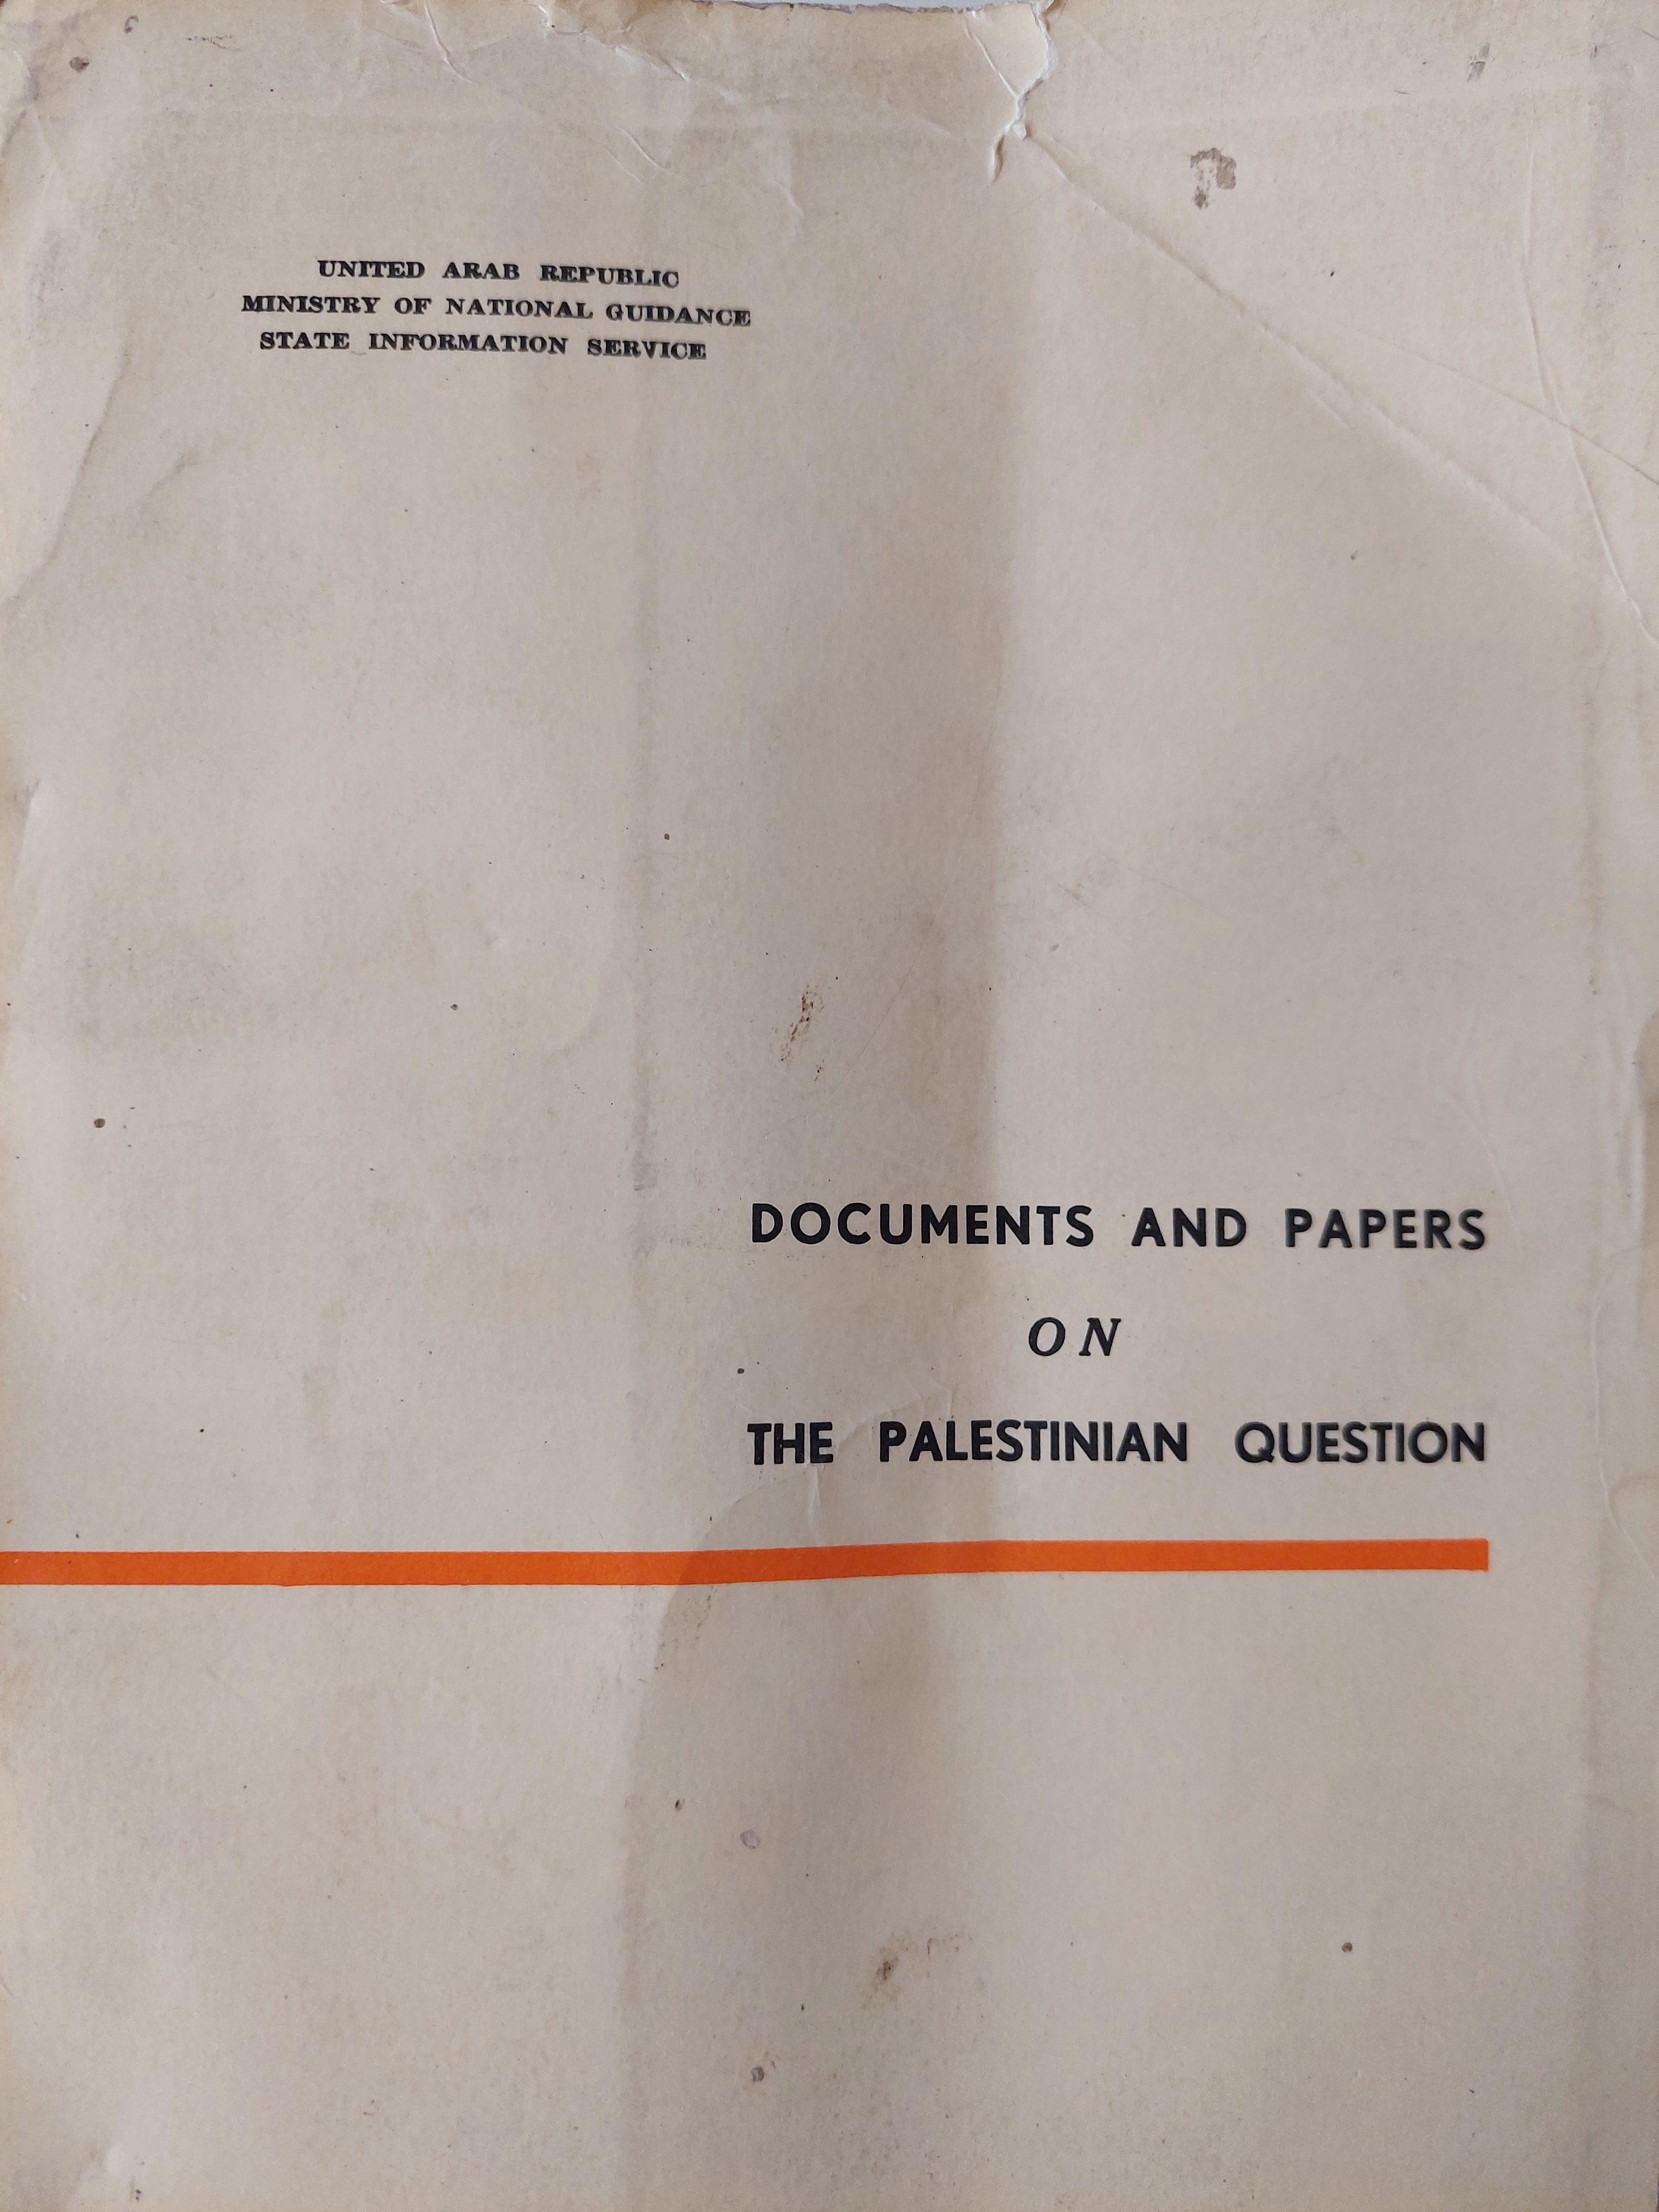 UNITED ARAB REPUBLIC
MINISTRY OF NATIONAL GUIDANCE
STATE INFORMATION SERVICE
DOCUMENTS AND PAPERS
ON
THE PALESTINIAN QUESTION